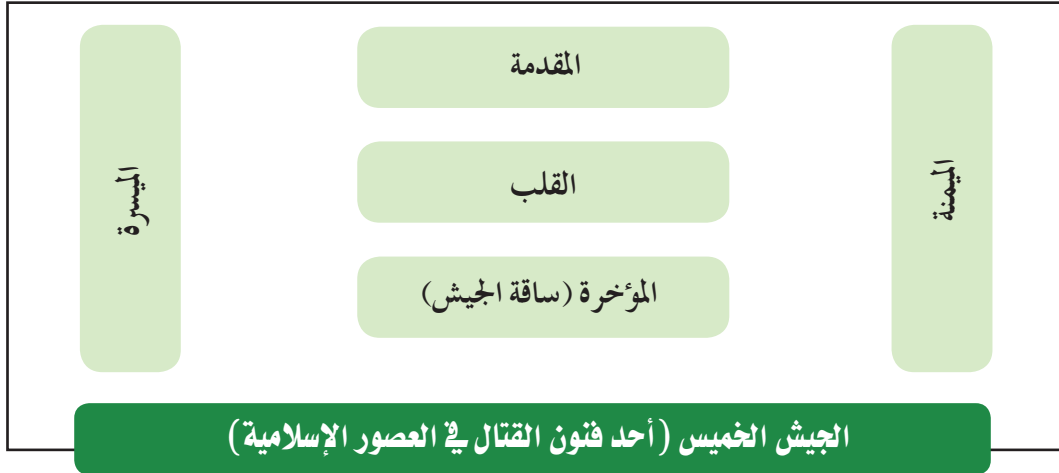 المقدمة
الميمنة
القلب
الميسرة
المؤخرة (ساقة الجيش)
الجيش الخميس (أحد فنون القتال في العصور الإسلامية)